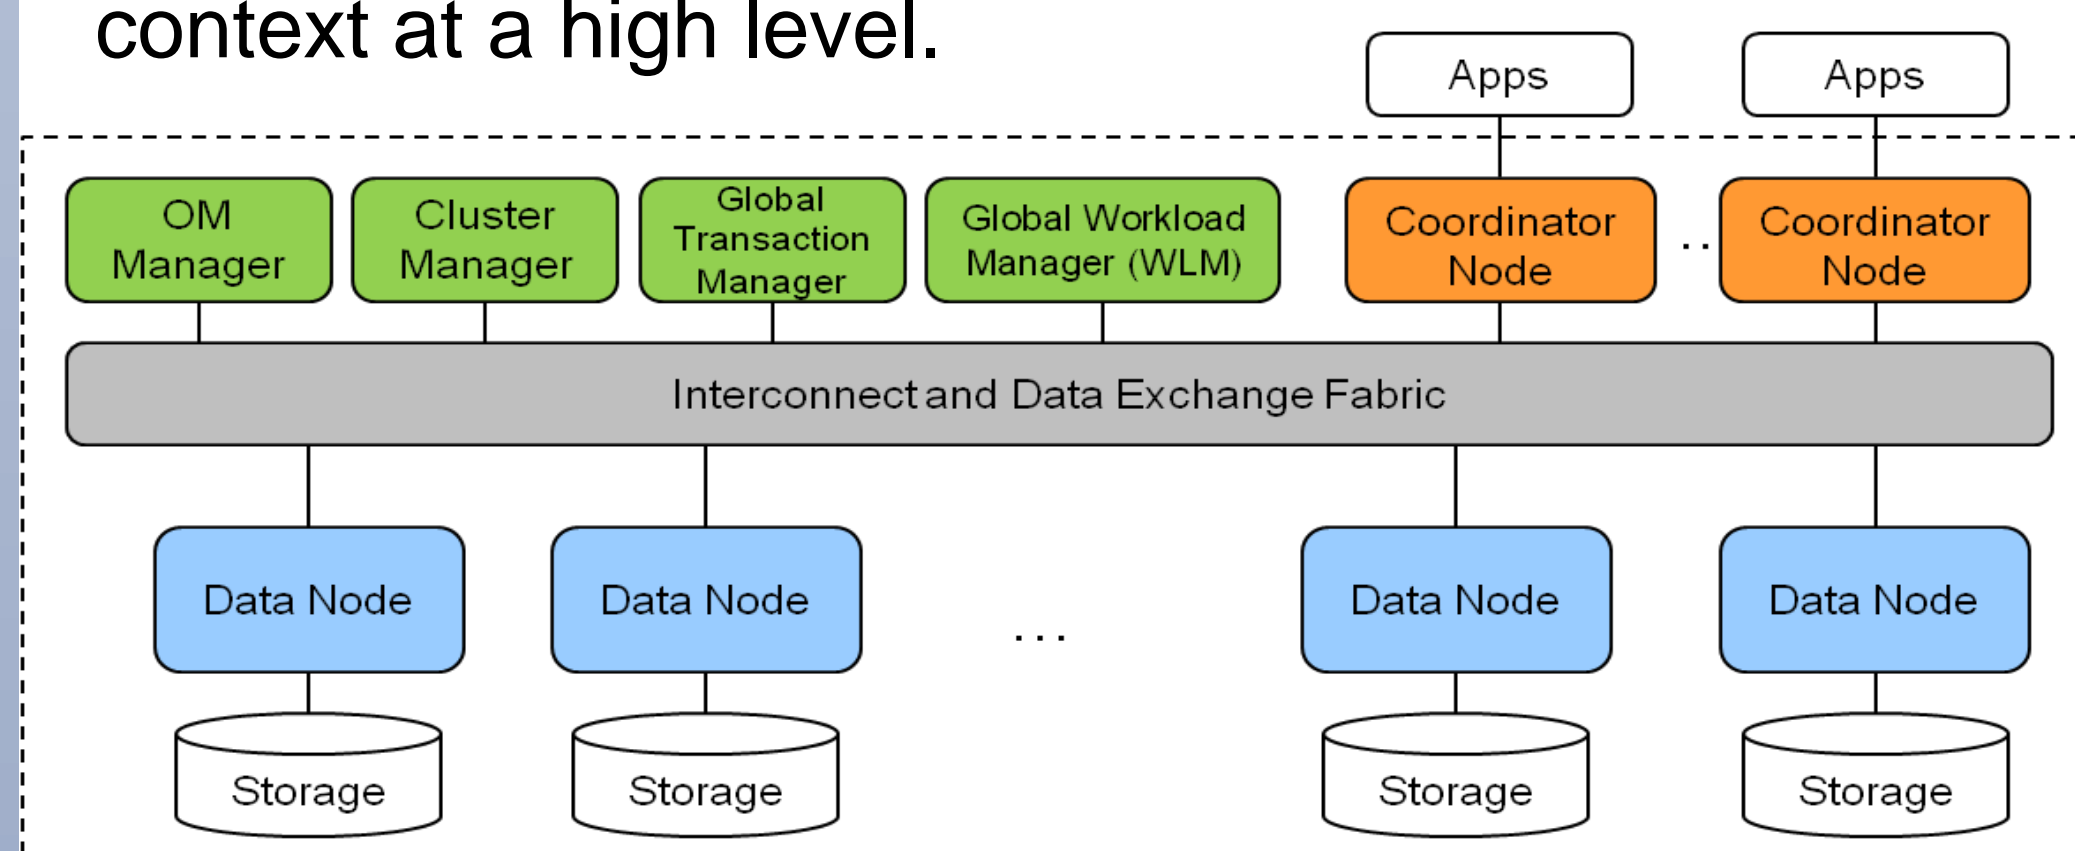 context at a high level.
Apps
Apps
OM
Manager
Cluster
Manager
Global
Transaction
Manager
Global Workload
Manager (WLM)
Coordinator
Node
..
Coordinator
Node
Interconnect and Data Exchange Fabric
Data Node
Data Node
...
Data Node
Data Node
Storage
Storage
Storage
Storage